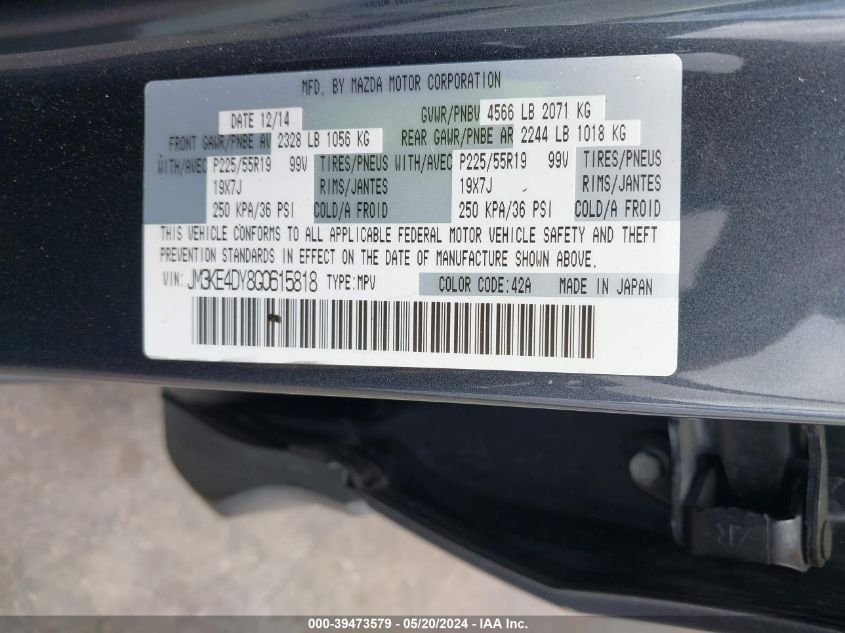 MFD. BY MAZDA MOTOR CORPORATION
DATE 12/14 GVWR/PNBV 4566 LB 2071 KG
FRONT GAWR/PNBE AV 2328 LB 1056 KG REAR GAWR/PNBE AR 2244 LB 1018 KG
WITH/AVEC P225/55R19 99V TIRES/PNEUS WITH/AVEC P225/55R19 99V TIRES/PNEUS
19X7J RIMS/JANTES 19X7J RIMS/JANTES
250 KPA/36 PSI COLD/A FROID 250 KPA/36 PSI COLD/A FROID
THIS VEHICLE CONFORMS TO ALL APPLICABLE FEDERAL MOTOR VEHICLE SAFETY AND THEFT
PREVENTION STANDARDS IN EFFECT ON THE DATE OF MANUFACTURE SHOWN ABOVE.
VIN: JM3KE4DY8G0615818 TYPE:MPV COLOR CODE:42A MADE IN JAPAN
000-39473579 — 05/20/2024 — IAA Inc.